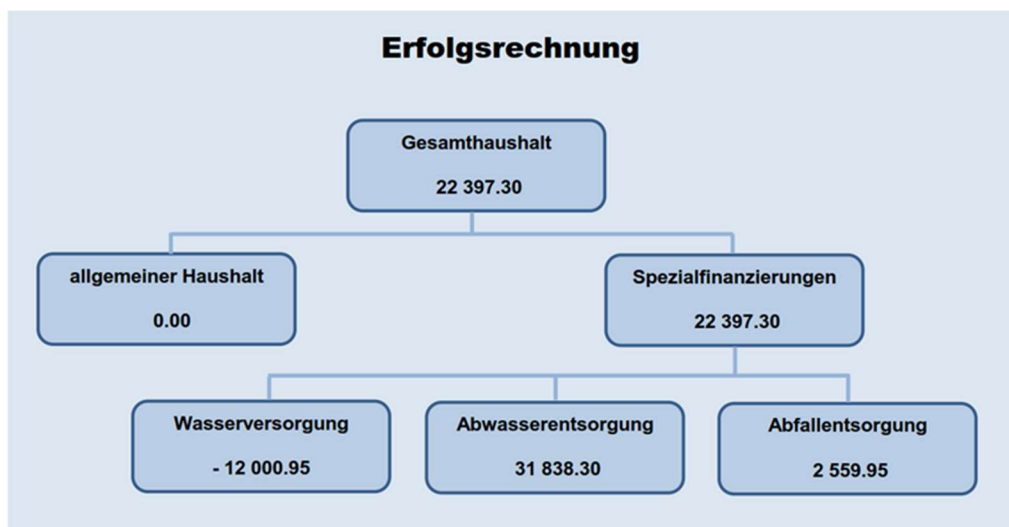 Erfolgsrechnung
Gesamthaushalt
22 397.30
allgemeiner Haushalt
0.00
Spezialfinanzierungen
22 397.30
Wasserversorgung
- 12 000.95
Abwasserentsorgung
31 838.30
Abfallentsorgung
2 559.95